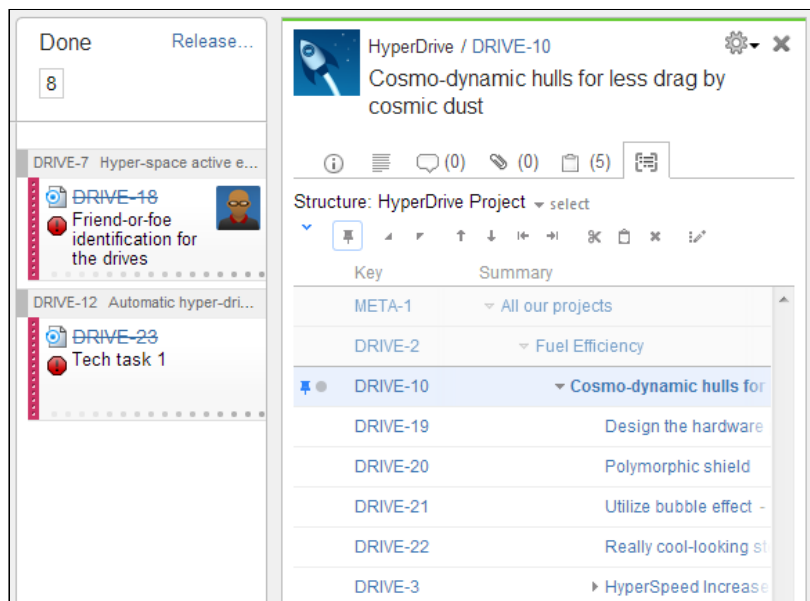 Done
Release...
8
DRIVE-7 Hyper-space active e...
DRIVE-18
Friend-or-foe
identification for
the drives
DRIVE-12 Automatic hyper-dri...
DRIVE-23
Tech task 1
HyperDrive / DRIVE-10
Cosmo-dynamic hulls for less drag by
cosmic dust
(0) (0) (5)
Structure: HyperDrive Project select
Key Summary
META-1 All our projects
DRIVE-2 Fuel Efficiency
DRIVE-10 Cosmo-dynamic hulls for
DRIVE-19 Design the hardware
DRIVE-20 Polymorphic shield
DRIVE-21 Utilize bubble effect -
DRIVE-22 Really cool-looking st
DRIVE-3 HyperSpeed Increase